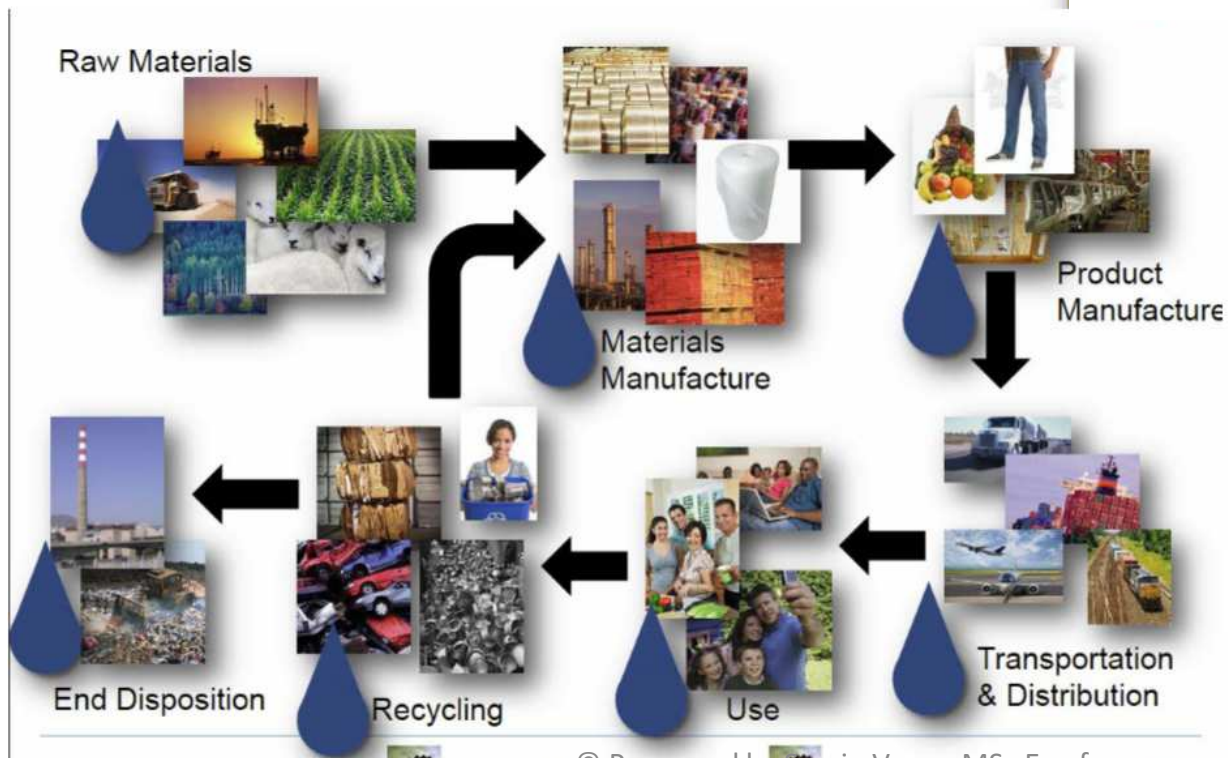 Raw Materials
Materials
Manufacture
Product
Manufacture
Transportation
& Distribution
Use
Recycling
End Disposition
©